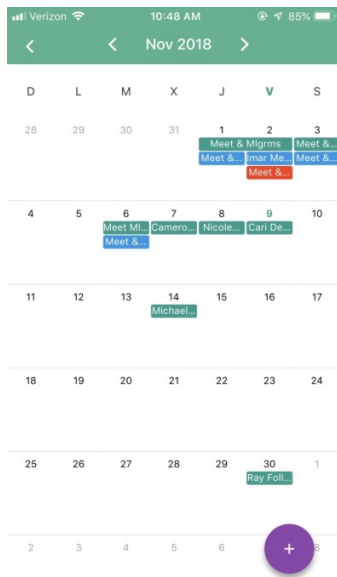 Verizon 10:48 AM 85%
Nov 2018
D L M X J V S
28 29 30 31 1 2 3
Meet & MIgrms Meet &...
Meet &... Imar Me... Meet &...
Meet &...
4 5 6 7 8 9 10
Meet MI... Camero... Nicole... Cari De...
Meet &...
11 12 13 14 15 16 17
Michael...
18 19 20 21 22 23 24
25 26 27 28 29 30 1
Ray Foll...
2 3 4 5 6 + 8